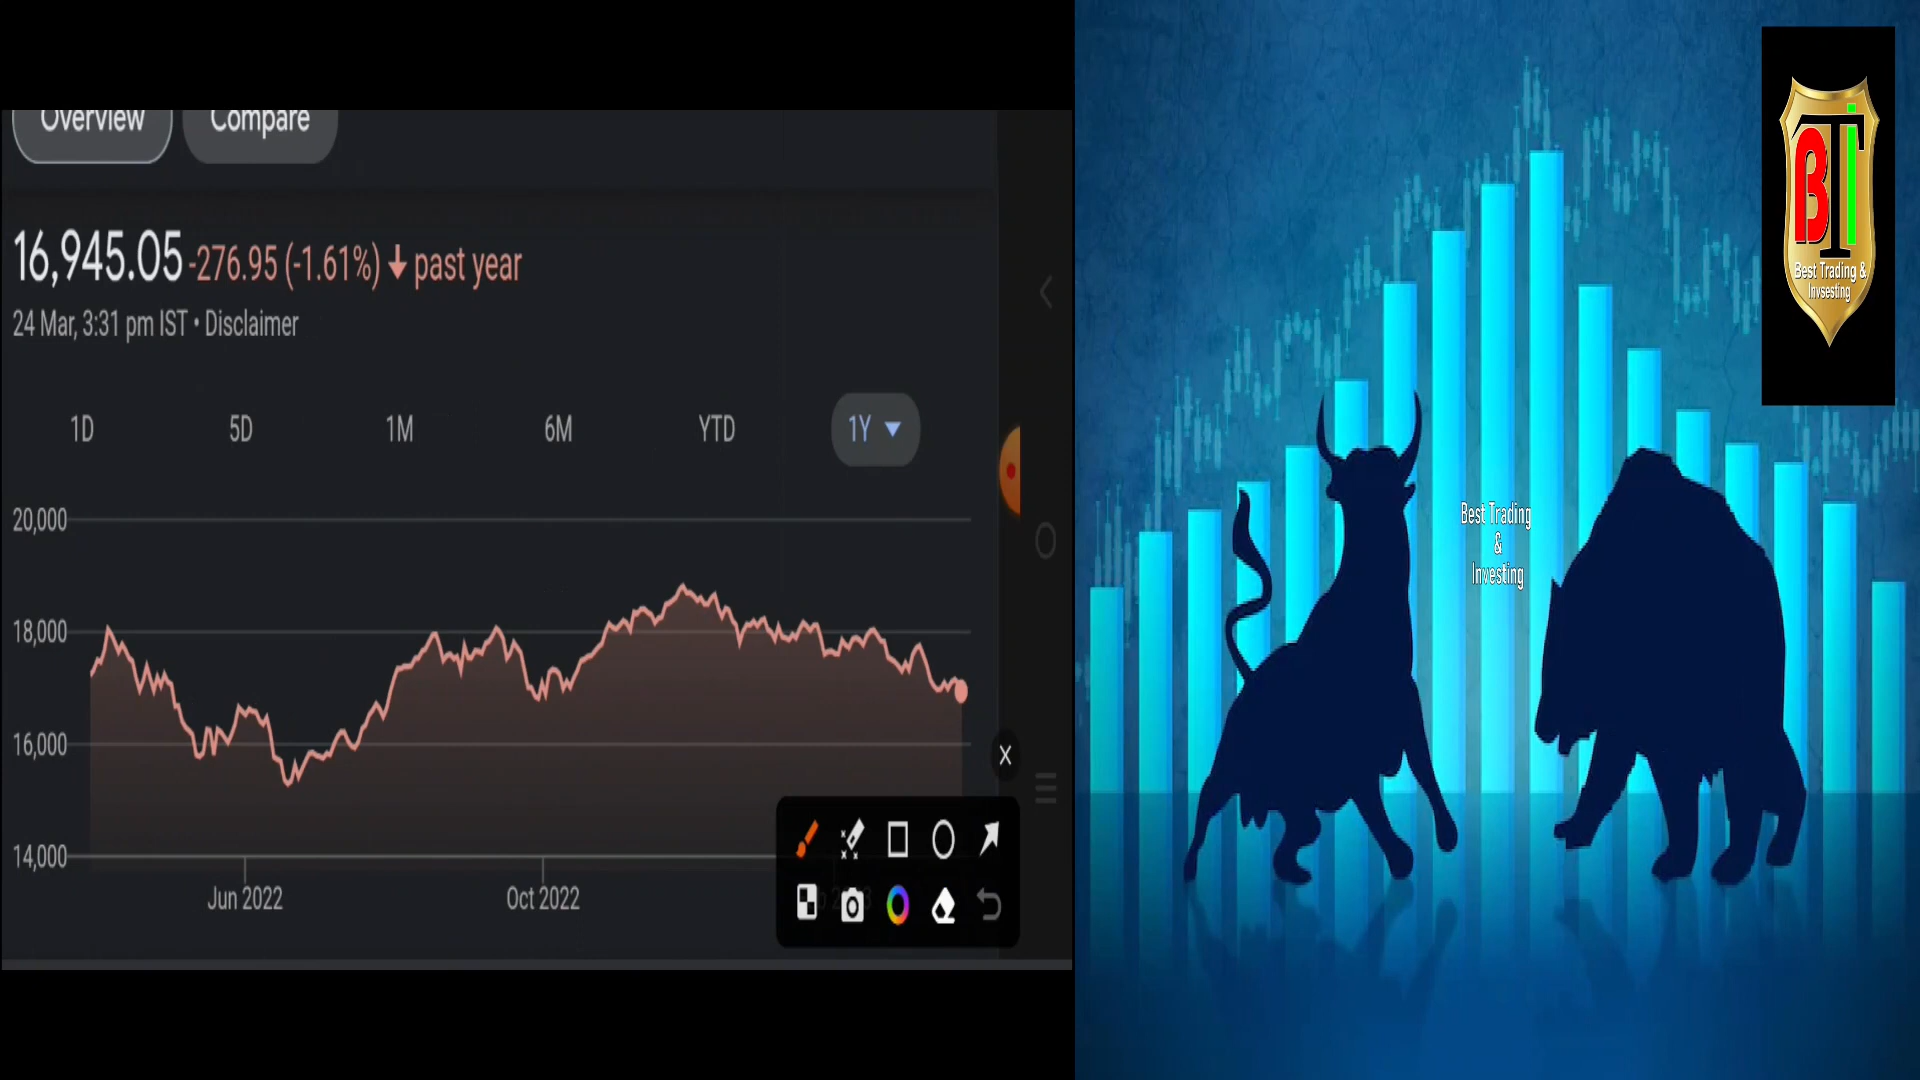 Overview
Compare
16,945.05 -276.95 (-1.61%) ↓ past year
24 Mar, 3:31 pm IST • Disclaimer
1D 5D 1M 6M YTD 1Y
20,000
18,000
16,000
14,000
Jun 2022
Oct 2022
Best Trading
&
Investing
BTi
Best Trading &
Invsesting